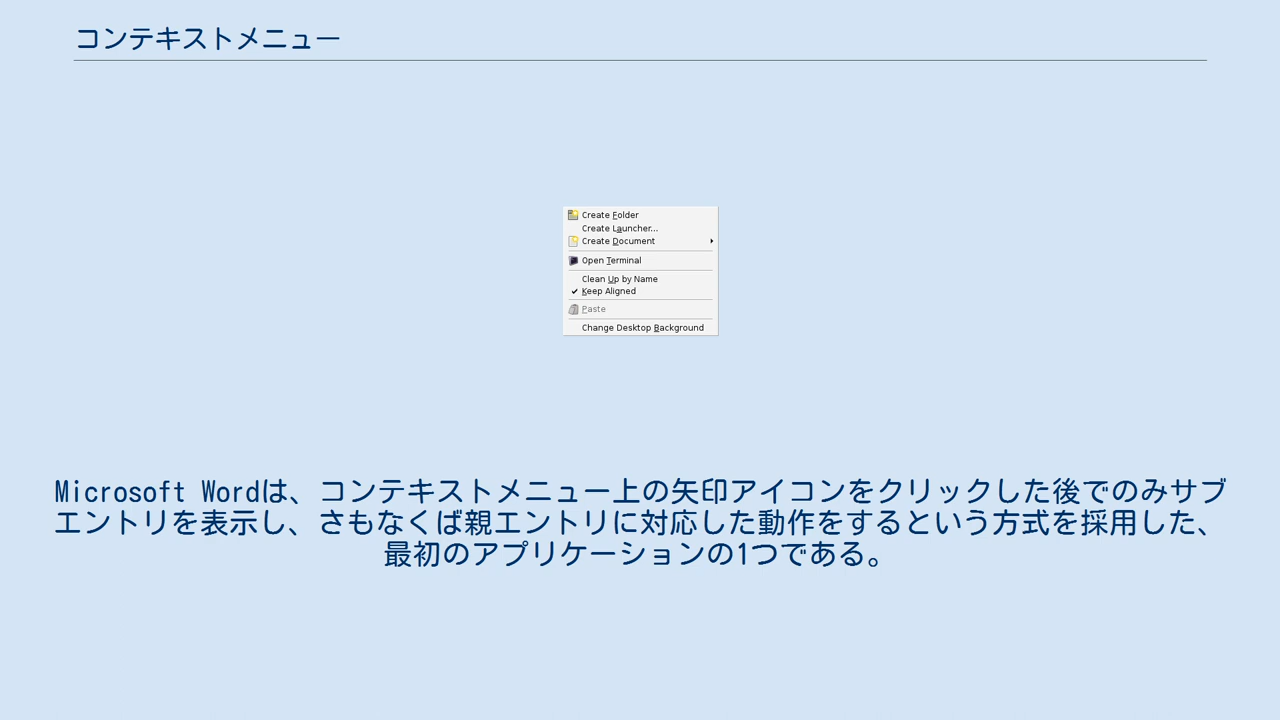 コンテキストメニュー
Create Folder
Create Launcher...
Create Document
Open Terminal
Clean Up by Name
Keep Aligned
Paste
Change Desktop Background
Microsoft Wordは、コンテキストメニュー上の矢印アイコンをクリックした後でのみサブ
エントリを表示し、さもなくば親エントリに対応した動作をするという方式を採用した、
最初のアプリケーションの1つである。